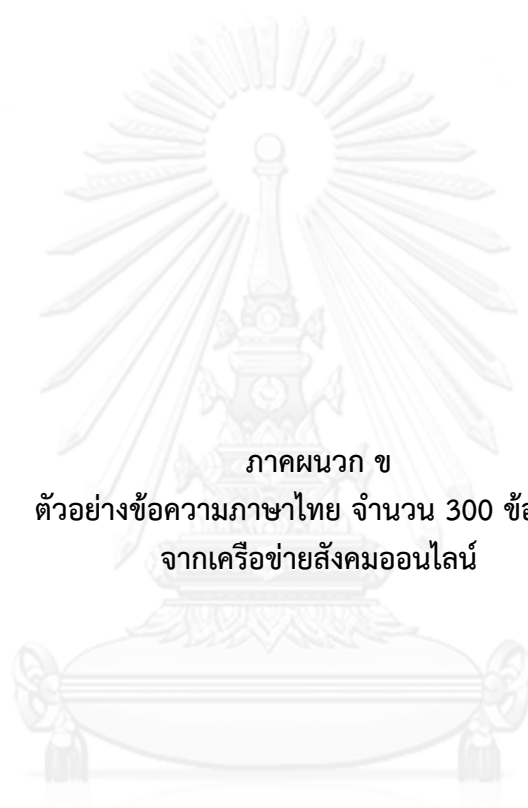 ภาคผนวก ข
ตัวอย่างข้อความภาษาไทย จำนวน 300
จากเครือข่ายสังคมออนไลน์